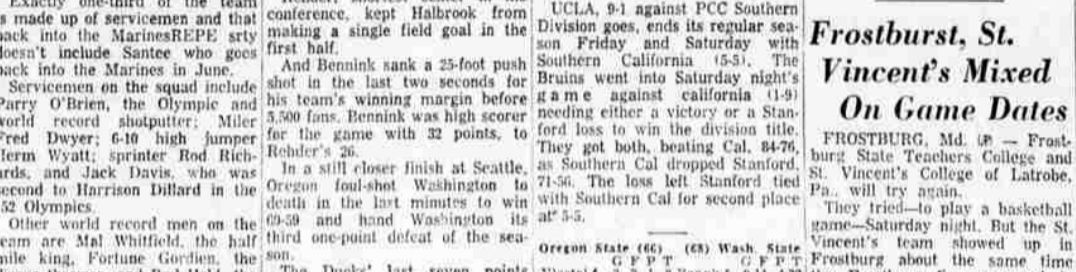 Exactly one-third of the team
s made up of servicemen and that
back into the MarinesREPE srty
doesn't include Santee who goes
back into the Marines in June.
Servicemen on the squad include
Parry O'Brien, the Olympic and
world record shotputter; Miler
Fred Dwyer; 6-10 high jumper
Herm Wyatt; sprinter Rod Rich-
ards, and Jack Davis, who was
second to Harrison Dillard in the
'52 Olympics.
Other world record men on the
team are Mal Whitfield, the half
mile king, Fortune Gordien, the
conference, kept Halbrook from
making a single field goal in the
first half.
And Bennink sank a 25-foot push
shot in the last two seconds for
his team's winning margin before
5,500 fans. Bennink was high scorer
for the game with 32 points, to
Rehder's 26.
In a still closer finish at Seattle,
Oregon foul-shot Washington to
death in the last minutes to win
60-59 and hand Washington its
third one-point defeat of the sea-
son.
The Ducks' last seven points
UCLA, 9-1 against PCC Southern
Division goes, ends its regular sea-
son Friday and Saturday with
Southern California (5-5). The
Bruins went into Saturday night's
game against california (1-9)
needing either a victory or a Stan-
ford loss to win the division title.
They got both, beating Cal, 84-76,
as Southern Cal dropped Stanford,
71-56. The loss left Stanford tied
with Southern Cal for second place
at 5-5.
Oregon State (66) (63) Wash. State
G F P T G F P T
Frostburst, St.
Vincent's Mixed
On Game Dates
FROSTBURG, Md. (AP) — Frost-
burg State Teachers College and
St. Vincent's College of Latrobe,
Pa., will try again.
They tried—to play a basketball
game—Saturday night. But the St.
Vincent's team showed up in
Frostburg about the same time